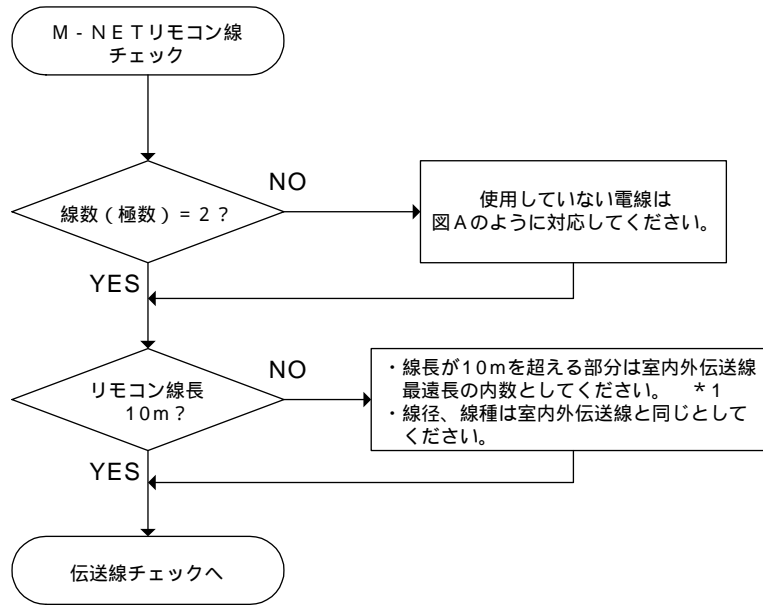 M-NETリモコン線
チェック
線数(極数)=2?
NO
使用していない電線は
図Aのように対応してください。
YES
リモコン線長
10m?
NO
・線長が10mを超える部分は室内外伝送線
最遠長の内数としてください。 *1
・線径、線種は室内外伝送線と同じとして
ください。
YES
伝送線チェックへ